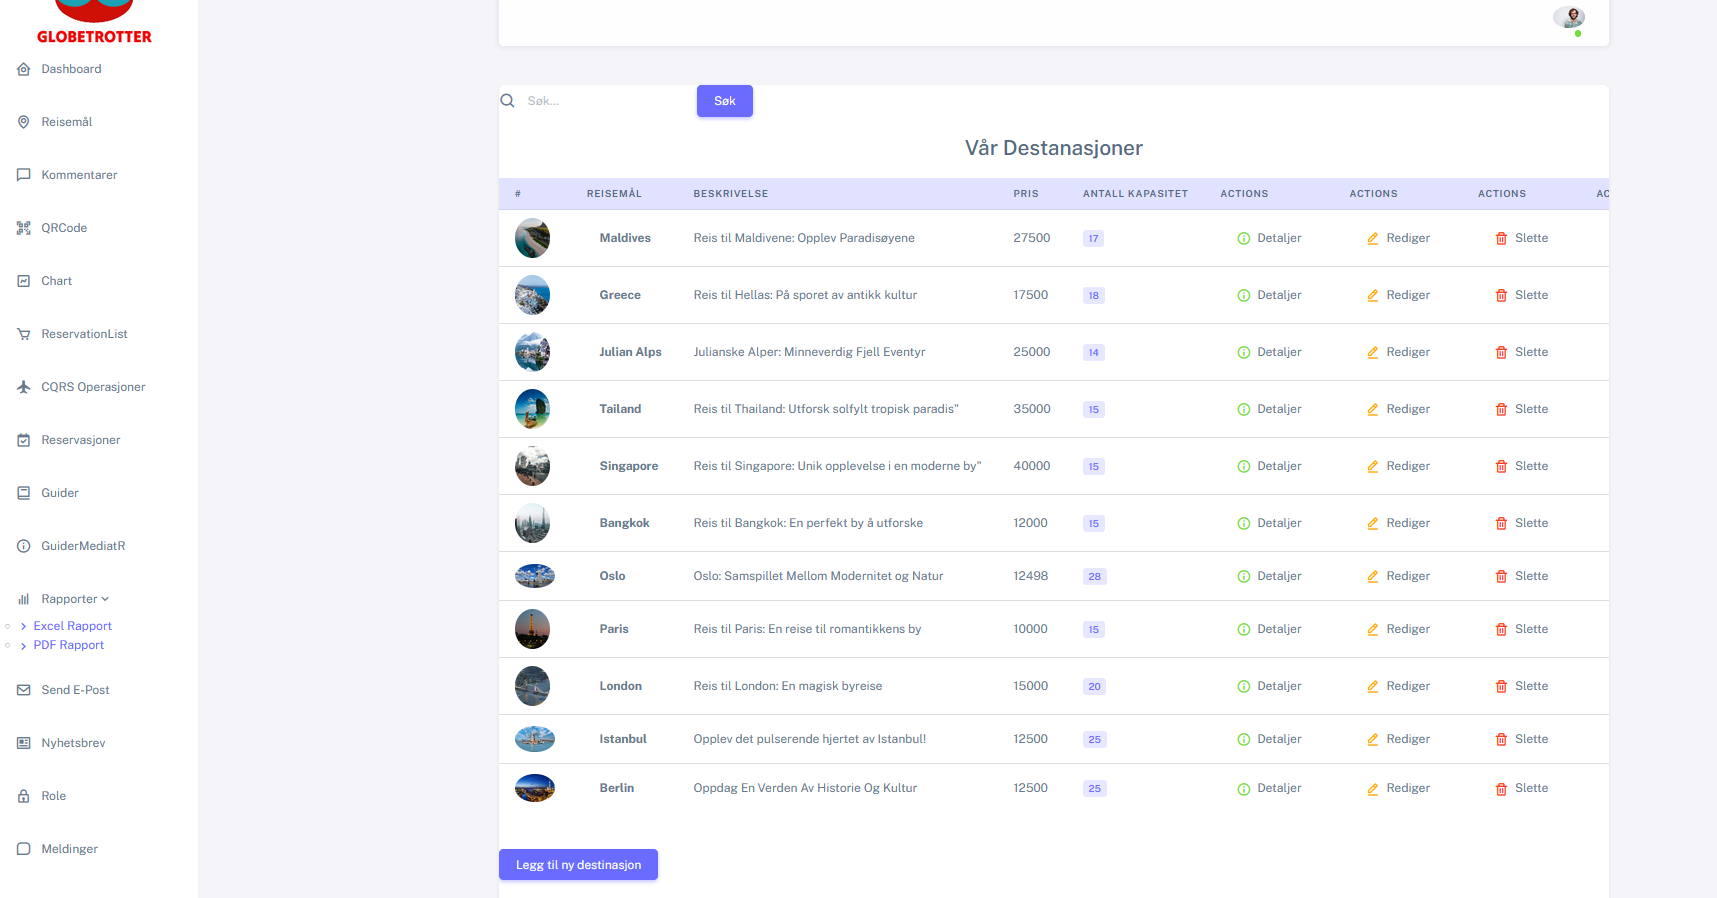 GLOBETROTTER
Dashboard
Reisemål
Kommentarer
QRCode
Chart
ReservationList
CQRS Operasjoner
Reservasjoner
Guider
GuiderMediatR
Rapporter
Excel Rapport
PDF Rapport
Send E-Post
Nyhetsbrev
Role
Meldinger
Søk... Søk
Vår Destanasjoner
# REISEMÅL BESKRIVELSE PRIS ANTALL KAPASITET ACTIONS ACTIONS ACTIONS AC
Maldives Reis til Maldivene: Opplev Paradisøyene 27500 17 Detaljer Rediger Slette
Greece Reis til Hellas: På sporet av antikk kultur 17500 18 Detaljer Rediger Slette
Julian Alps Julianske Alper: Minneverdig Fjell Eventyr 25000 14 Detaljer Rediger Slette
Tailand Reis til Thailand: Utforsk solfylt tropisk paradis" 35000 15 Detaljer Rediger Slette
Singapore Reis til Singapore: Unik opplevelse i en moderne by" 40000 15 Detaljer Rediger Slette
Bangkok Reis til Bangkok: En perfekt by å utforske 12000 15 Detaljer Rediger Slette
Oslo Oslo: Samspillet Mellom Modernitet og Natur 12498 28 Detaljer Rediger Slette
Paris Reis til Paris: En reise til romantikkens by 10000 15 Detaljer Rediger Slette
London Reis til London: En magisk byreise 15000 20 Detaljer Rediger Slette
Istanbul Opplev det pulserende hjertet av Istanbul! 12500 25 Detaljer Rediger Slette
Berlin Oppdag En Verden Av Historie Og Kultur 12500 25 Detaljer Rediger Slette
Legg til ny destinasjon